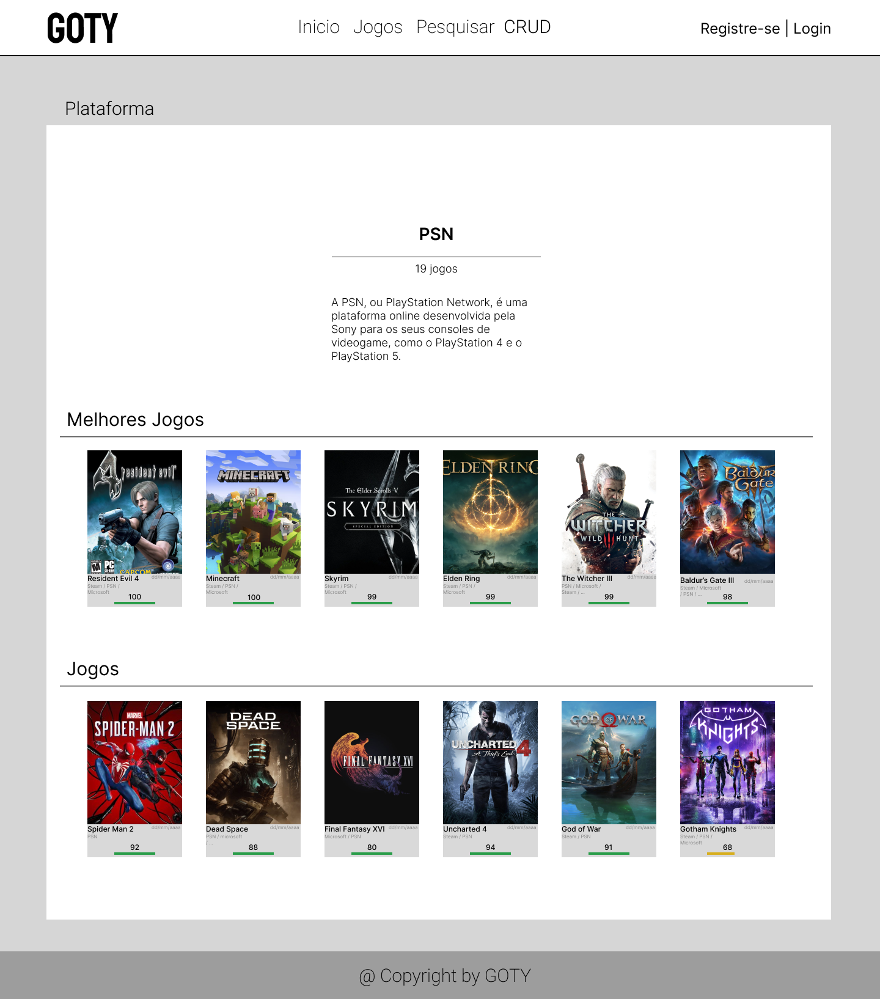 GOTY
Inicio Jogos Pesquisar CRUD
Registre-se | Login
Plataforma
PSN
19 jogos
A PSN, ou PlayStation Network, é uma
plataforma online desenvolvida pela
Sony para os seus consoles de
videogame, como o PlayStation 4 e o
PlayStation 5.
Melhores Jogos
4 resident evil
M PC
CAPCOM
Resident Evil 4 dd/mm/aaaa
Steam / PSN /
Microsoft
100
MINECRAFT
Minecraft dd/mm/aaaa
Steam / PSN /
Microsoft
100
The Elder Scrolls V
SKYRIM
SPECIAL EDITION
Skyrim dd/mm/aaaa
Steam / PSN /
Microsoft
99
ELDEN RING
Elden Ring dd/mm/aaaa
Steam / PSN /
Microsoft
99
THE
WITCHER
WILD HUNT
The Witcher III dd/mm/aaaa
PSN / Microsoft /
Steam / ...
99
Baldur
Gate
Baldur’s Gate III dd/mm/aaaa
Steam / Microsoft
/ PSN / ...
98
Jogos
MARVEL
SPIDER-MAN 2
Spider Man 2 dd/mm/aaaa
PSN
92
DEAD
SPACE
Dead Space dd/mm/aaaa
PSN / microsoft
/ ...
88
FINAL FANTASY XVI
Final Fantasy XVI dd/mm/aaaa
Microsoft / PSN
80
UNCHARTED 4
A Thief's End
Uncharted 4 dd/mm/aaaa
Steam / PSN
94
GOD OF WAR
God of War dd/mm/aaaa
Steam / PSN
91
GOTHAM
KNIGHTS
Gotham Knights dd/mm/aaaa
Steam / PSN /
Microsoft
68
@ Copyright by GOTY